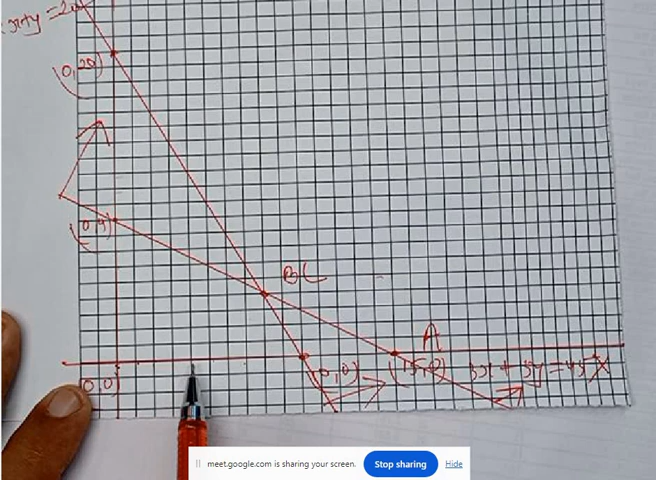 (0,20)
(0,9)
BC
A
(15,0) 3x + 5y = 45
(0,0)
meet.google.com is sharing your screen. Stop sharing Hide